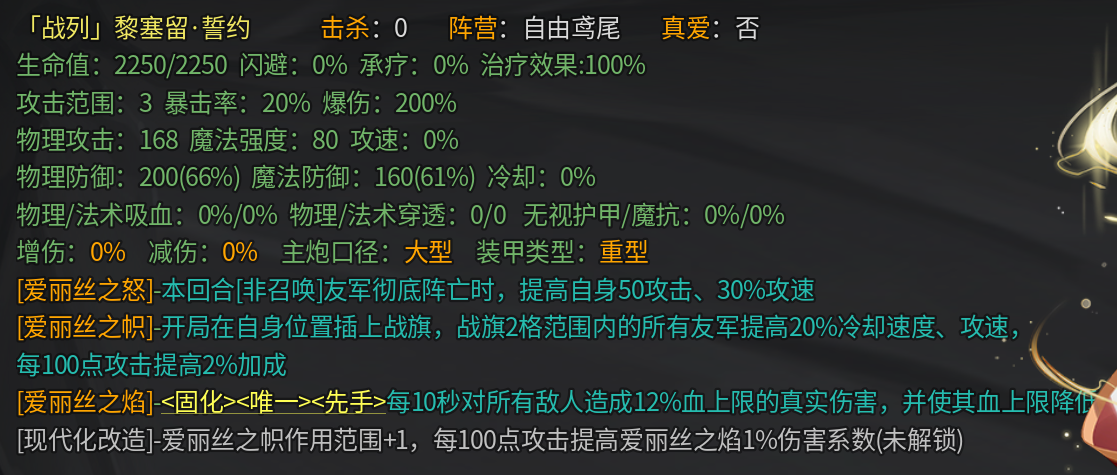 「战列」黎塞留·誓约 击杀：0 阵营：自由鸢尾 真爱：否
生命值：2250/2250 闪避：0% 承疗：0% 治疗效果:100%
攻击范围：3 暴击率：20% 爆伤：200%
物理攻击：168 魔法强度：80 攻速：0%
物理防御：200(66%) 魔法防御：160(61%) 冷却：0%
物理/法术吸血：0%/0% 物理/法术穿透：0/0 无视护甲/魔抗：0%/0%
增伤：0% 减伤：0% 主炮口径：大型 装甲类型：重型
[爱丽丝之怒]-本回合[非召唤]友军彻底阵亡时，提高自身50攻击、30%攻速
[爱丽丝之帜]-开局在自身位置插上战旗，战旗2格范围内的所有友军提高20%冷却速度、攻速，
每100点攻击提高2%加成
[爱丽丝之焰]-<固化><唯一><先手>每10秒对所有敌人造成12%血上限的真实伤害，并使其血上限降低
[现代化改造]-爱丽丝之帜作用范围+1，每100点攻击提高爱丽丝之焰1%伤害系数(未解锁)